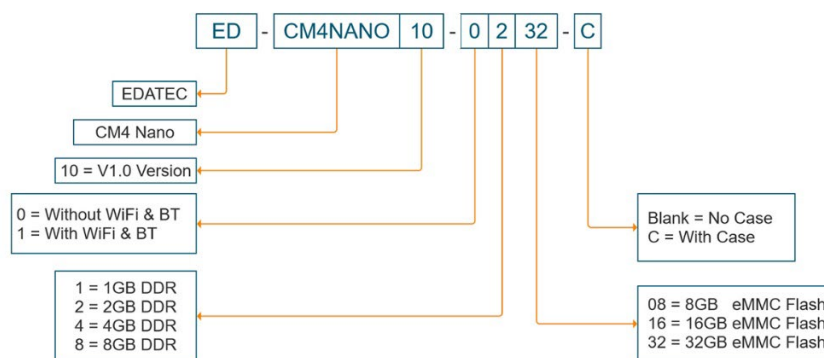 ED - CM4NANO 10 - 0 2 32 - C
EDATEC
CM4 Nano
10 = V1.0 Version
0 = Without WiFi & BT
1 = With WiFi & BT
1 = 1GB DDR
2 = 2GB DDR
4 = 4GB DDR
8 = 8GB DDR
Blank = No Case
C = With Case
08 = 8GB eMMC Flash
16 = 16GB eMMC Flash
32 = 32GB eMMC Flash